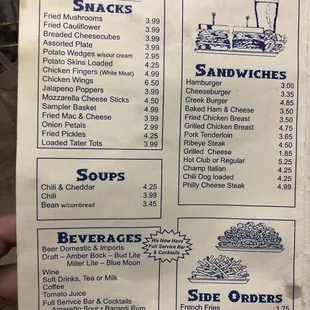 SNACKS
Fried Mushrooms 3.99
Fried Cauliflower 3.99
Breaded Cheesecubes 3.99
Assorted Plate 4.25
Potato Wedges w/sour cream 2.95
Potato Skins Loaded 4.25
Chicken Fingers (White Meat) 4.99
Chicken Wings 6.50
Jalapeno Poppers 3.99
Mozzarella Cheese Sticks 4.50
Sampler Basket 4.99
Fried Mac & Cheese 3.99
Onion Petals 2.99
Fried Pickles 4.25
Loaded Tater Tots 3.99
SOUPS
Chili & Cheddar 4.25
Chili 3.99
Bean w/cornbread 3.45
BEVERAGES
We Now Have
Full Service Bar
& Cocktails
Beer Domestic & Imports
Draft – Amber Bock – Bud Lite
Miller Lite – Blue Moon
Wine
Soft Drinks, Tea or Milk
Coffee
Tomato Juice
Full Serivce Bar & Cocktails
Amaretto Sour • Bacardi Rum
SANDWICHES
Hamburger 3.00
Cheeseburger 3.35
Creek Burger 4.85
Baked Ham & Cheese 3.50
Fried Chicken Breast 3.50
Grilled Chicken Breast 4.75
Pork Tenderloin 3.65
Ribeye Steak 4.50
Grilled Cheese 1.85
Hot Club or Regular 5.25
Champ Italian 4.25
Chili Dog loaded 4.25
Philly Cheese Steak 4.99
SIDE ORDERS
French Fries 1.75